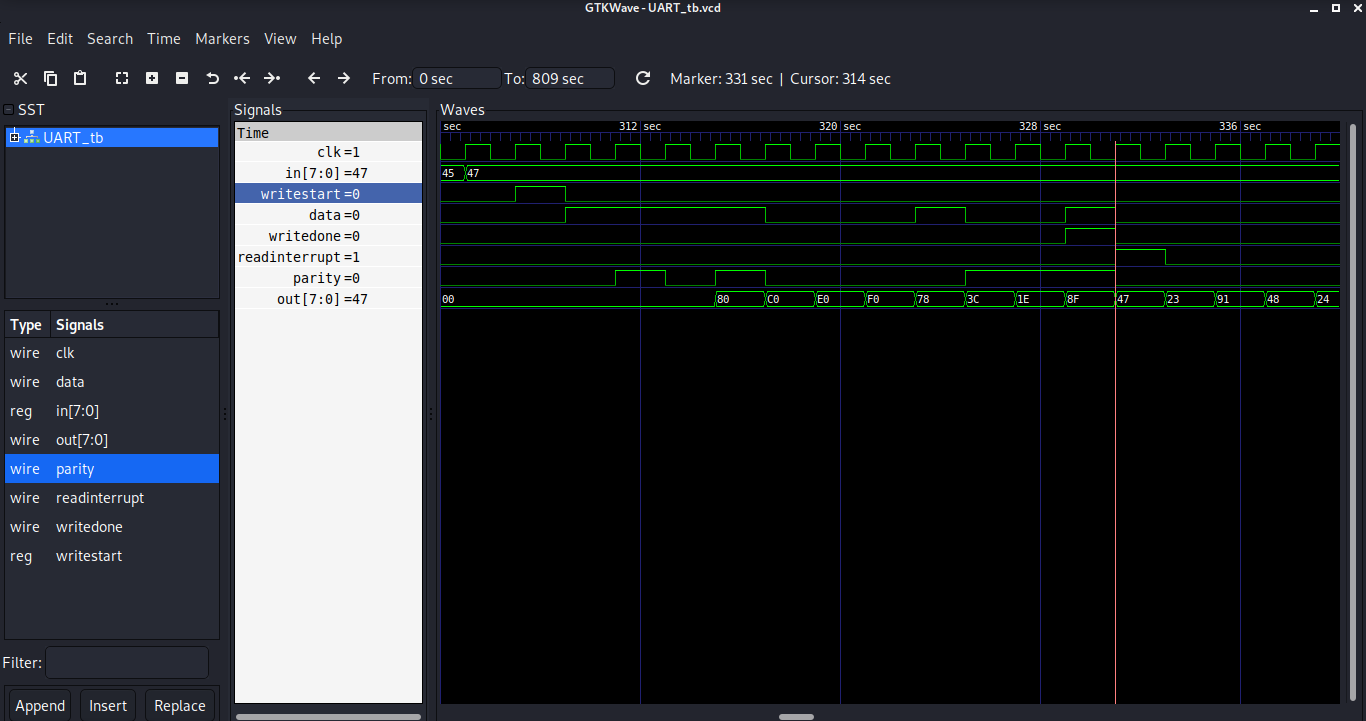 GTKWave - UART_tb.vcd
File Edit Search Time Markers View Help
From: 0 sec To: 809 sec Marker: 331 sec | Cursor: 314 sec
SST
UART_tb
Type Signals
wire clk
wire data
reg in[7:0]
wire out[7:0]
wire parity
wire readinterrupt
wire writedone
reg writestart
Filter:
Append Insert Replace
Signals
Time
clk =1
in[7:0] =47
writestart =0
data =0
writedone =0
readinterrupt =1
parity =0
out[7:0] =47
Waves
sec 312 sec 320 sec 328 sec 336 sec
45 47
00 80 C0 E0 F0 78 3C 1E 8F 47 23 91 48 24